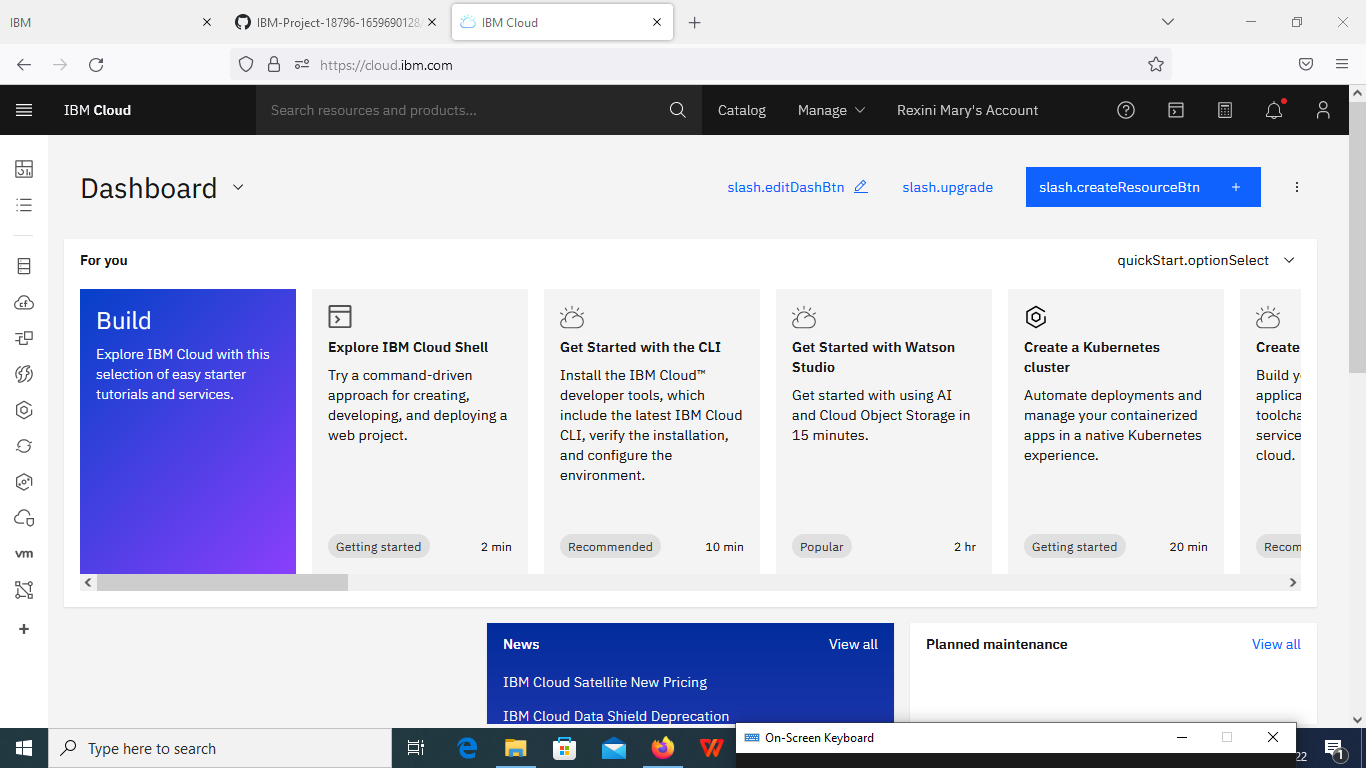 IBM
IBM-Project-18796-1659690128
IBM Cloud
https://cloud.ibm.com
IBM Cloud
Search resources and products...
Catalog
Manage
Rexini Mary's Account
Dashboard
slash.editDashBtn
slash.upgrade
slash.createResourceBtn +
For you
quickStart.optionSelect
Build
Explore IBM Cloud with this
selection of easy starter
tutorials and services.
Explore IBM Cloud Shell
Try a command-driven
approach for creating,
developing, and deploying a
web project.
Getting started
2 min
Get Started with the CLI
Install the IBM Cloud™
developer tools, which
include the latest IBM Cloud
CLI, verify the installation,
and configure the
environment.
Recommended
10 min
Get Started with Watson
Studio
Get started with using AI
and Cloud Object Storage in
15 minutes.
Popular
2 hr
Create a Kubernetes
cluster
Automate deployments and
manage your containerized
apps in a native Kubernetes
experience.
Getting started
20 min
Create
Build
applica
toolcha
service
cloud.
Recom
cf
vm
News
View all
IBM Cloud Satellite New Pricing
IBM Cloud Data Shield Deprecation
Planned maintenance
View all
Type here to search
On-Screen Keyboard
22
1